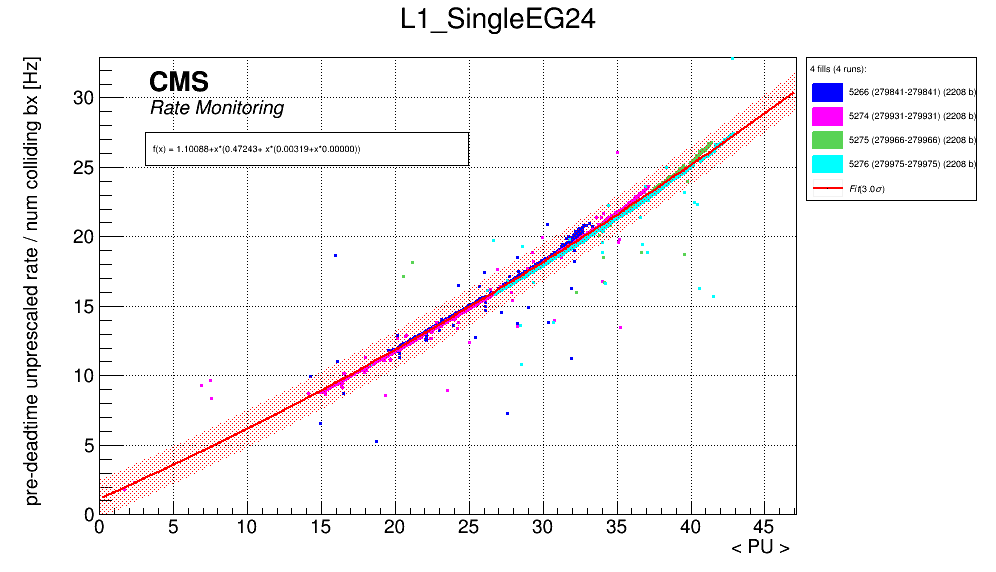 L1_SingleEG24
pre-deadtime unprescaled rate / num colliding bx [Hz]
CMS
Rate Monitoring
f(x) = 1.10088+x*(0.47243+ x*(0.00319+x*0.00000))
30
25
20
15
10
5
0
0 5 10 15 20 25 30 35 40 45
< PU >
4 fills (4 runs):
5266 (279841-279841) (2208 b)
5274 (279931-279931) (2208 b)
5275 (279966-279966) (2208 b)
5276 (279975-279975) (2208 b)
Fit(3.0σ)